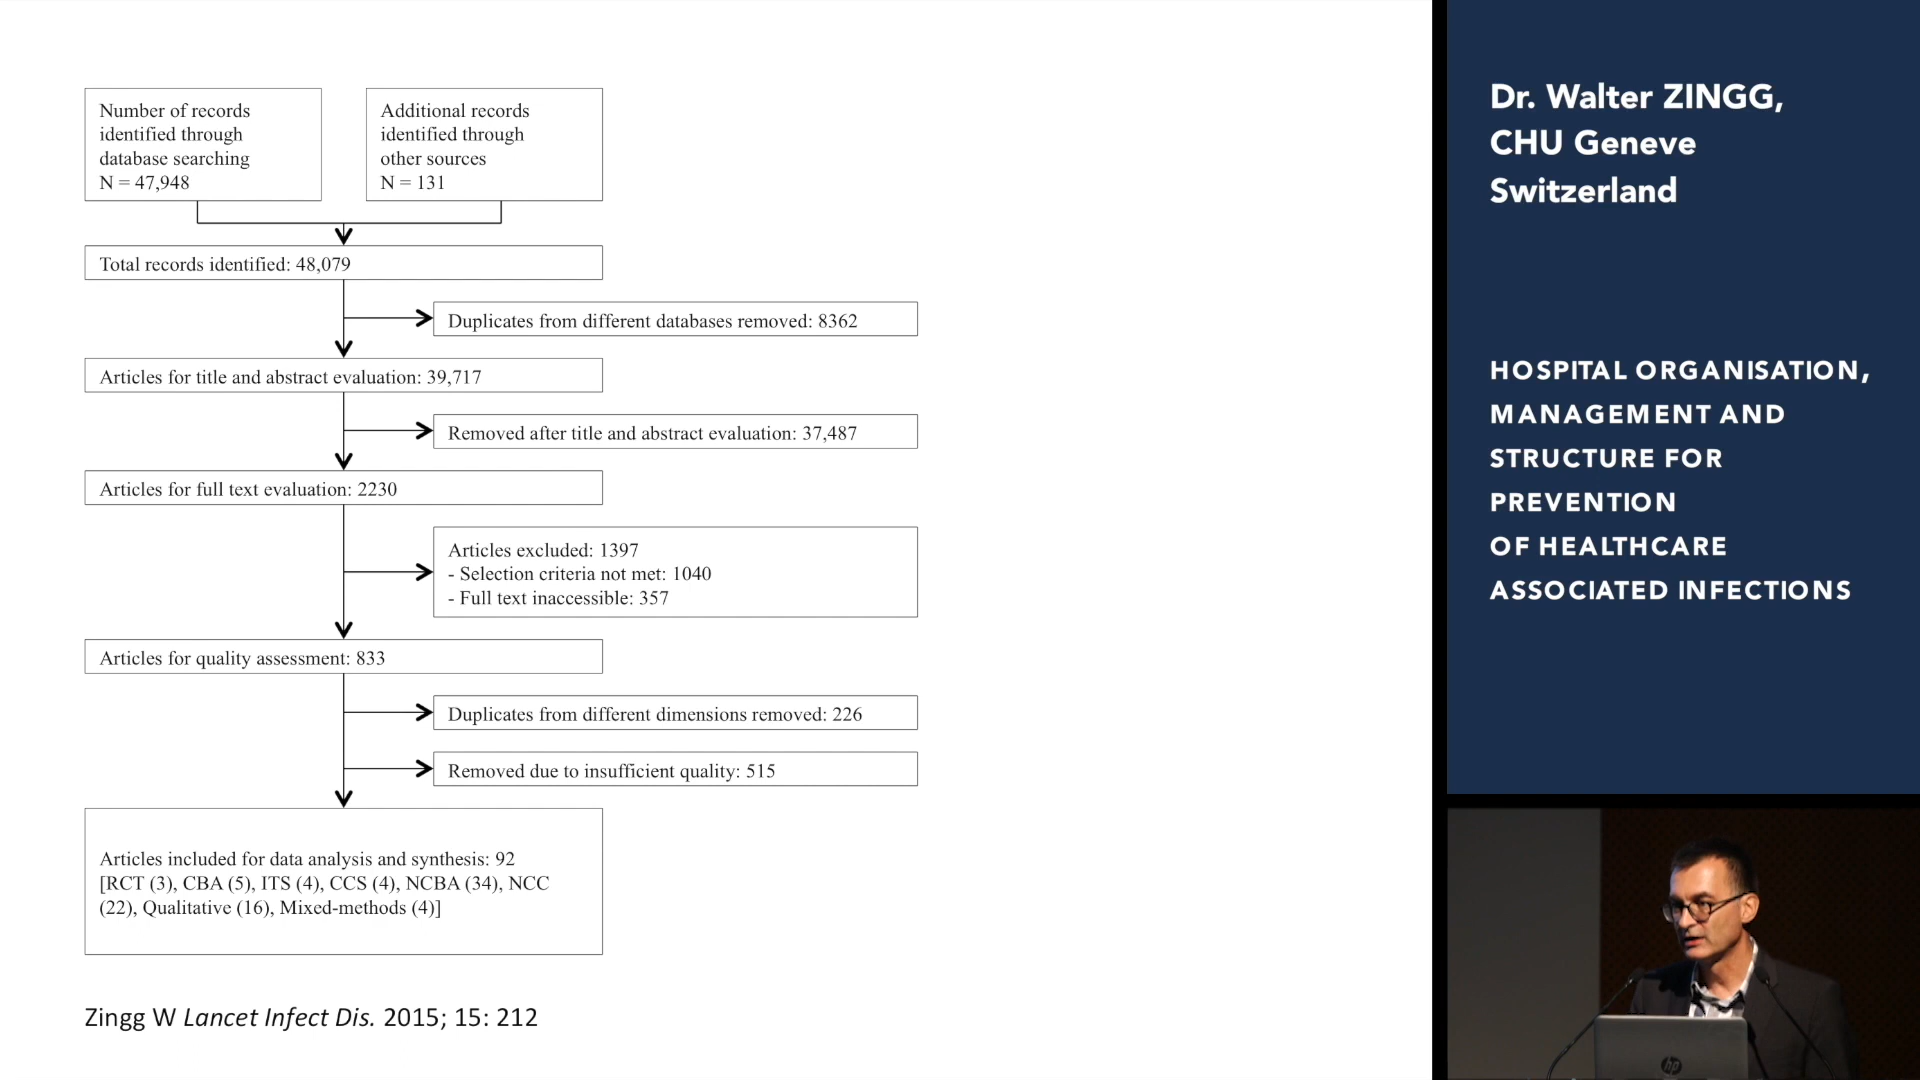 Number of records
identified through
database searching
N = 47,948
Additional records
identified through
other sources
N = 131
Total records identified: 48,079
Duplicates from different databases removed: 8362
Articles for title and abstract evaluation: 39,717
Removed after title and abstract evaluation: 37,487
Articles for full text evaluation: 2230
Articles excluded: 1397
- Selection criteria not met: 1040
- Full text inaccessible: 357
Articles for quality assessment: 833
Duplicates from different dimensions removed: 226
Removed due to insufficient quality: 515
Articles included for data analysis and synthesis: 92
[RCT (3), CBA (5), ITS (4), CCS (4), NCBA (34), NCC
(22), Qualitative (16), Mixed-methods (4)]
Zingg W Lancet Infect Dis. 2015; 15: 212
Dr. Walter ZINGG,
CHU Geneve
Switzerland
HOSPITAL ORGANISATION,
MANAGEMENT AND
STRUCTURE FOR
PREVENTION
OF HEALTHCARE
ASSOCIATED INFECTIONS
hp